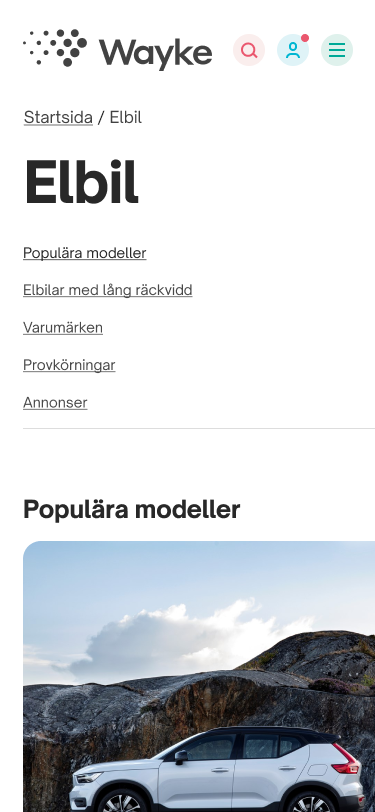 Wayke
Startsida / Elbil
Elbil
Populära modeller
Elbilar med lång räckvidd
Varumärken
Provkörningar
Annonser
Populära modeller